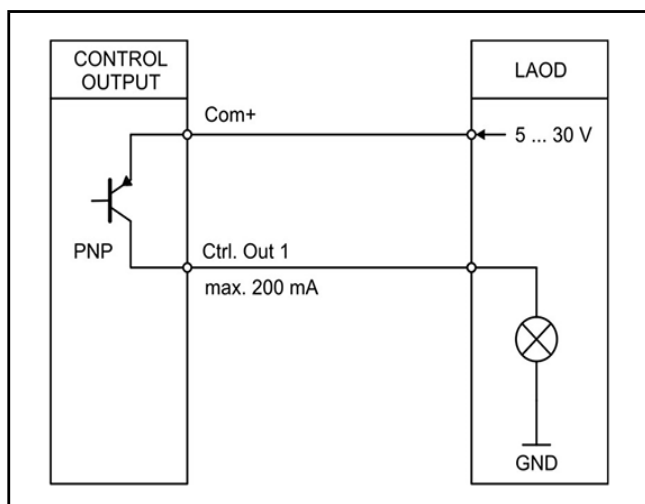 CONTROL
OUTPUT
LAOD
Com+
5 ... 30 V
PNP
Ctrl. Out 1
max. 200 mA
GND